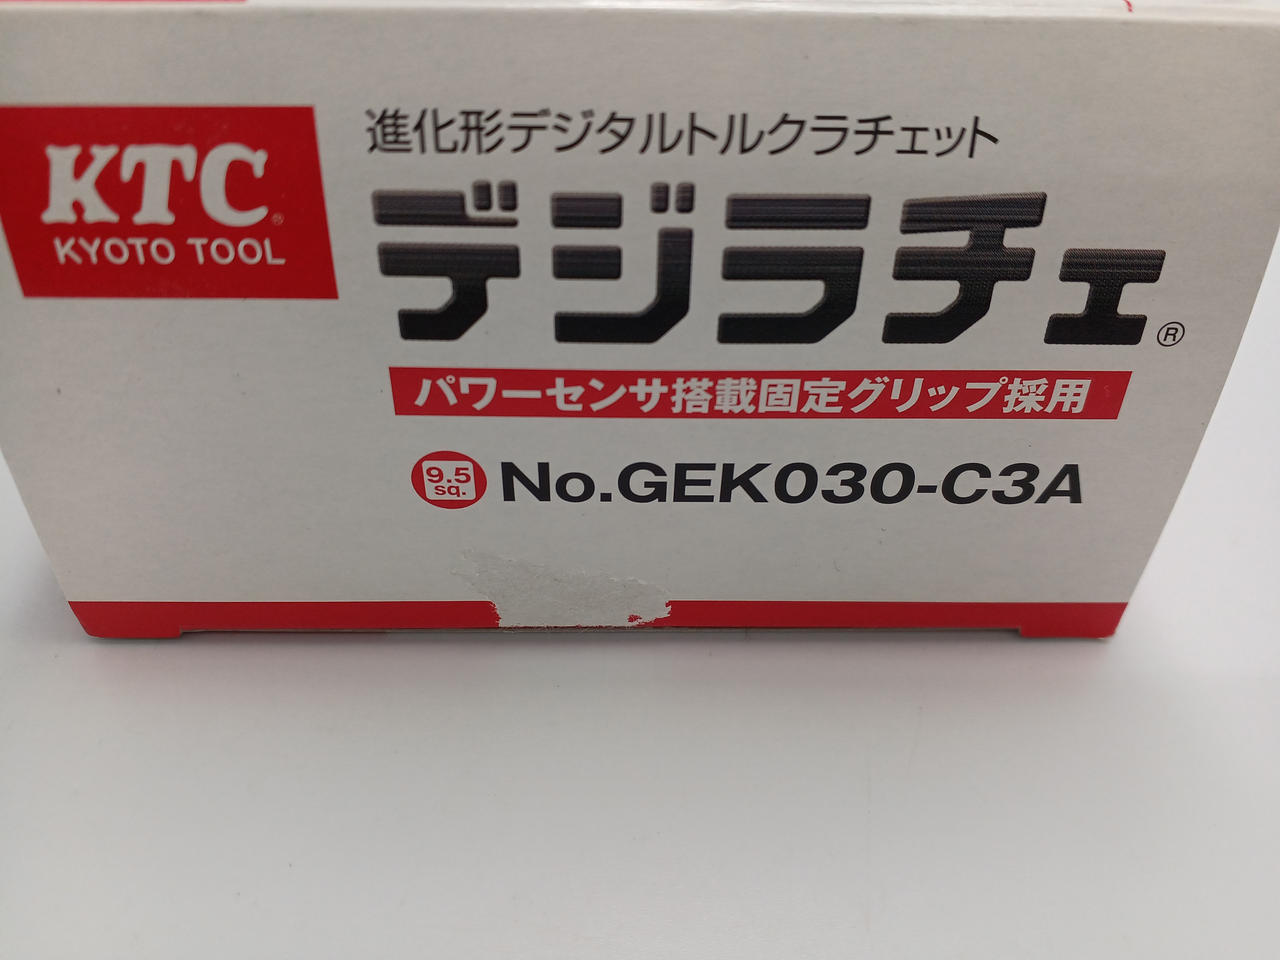 KTC®
KYOTO TOOL
進化形デジタルトルクラチェット
デジラチェ®
パワーセンサ搭載固定グリップ採用
9.5
sq.
No.GEK030-C3A